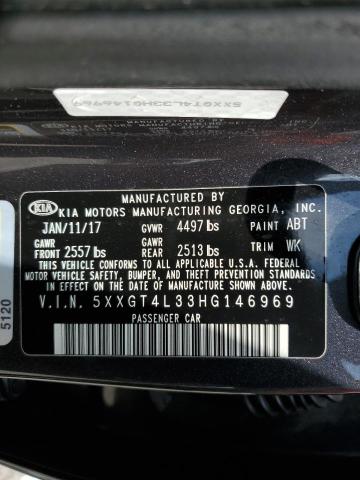 5XXGT4L33HG146969
MANUFACTURED BY
KIA KIA MOTORS MANUFACTURING GEORGIA, INC.
JAN/11/17 GVWR 4497 lbs PAINT ABT
GAWR FRONT 2557 lbs GAWR REAR 2513 lbs TRIM WK
THIS VEHICLE CONFORMS TO ALL APPLICABLE U.S.A. FEDERAL
MOTOR VEHICLE SAFETY, BUMPER, AND THEFT PREVENTION
STANDARDS IN EFFECT ON THE DATE OF MANUFACTURE SHOWN ABOVE.
V.I.N. 5XXGT4L33HG146969
PASSENGER CAR
5120